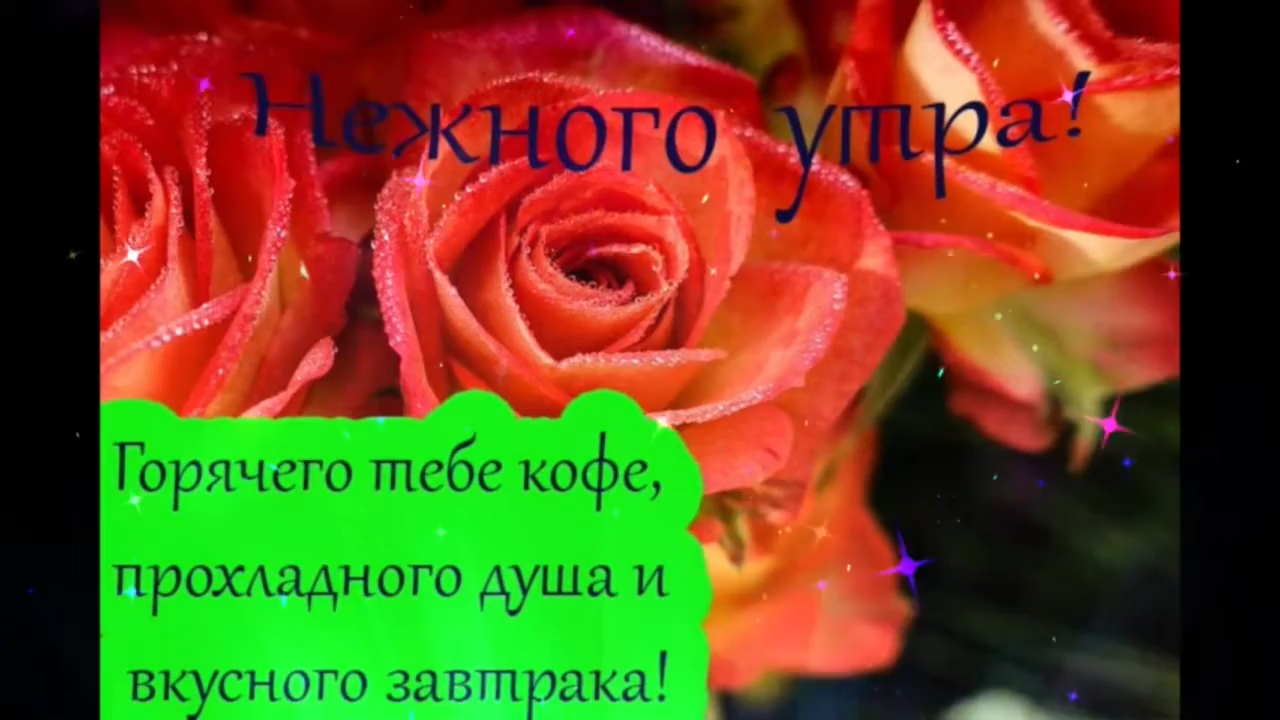 Нежного утра!
Горячего тебе кофе,
прохладного душа и
вкусного завтрака!